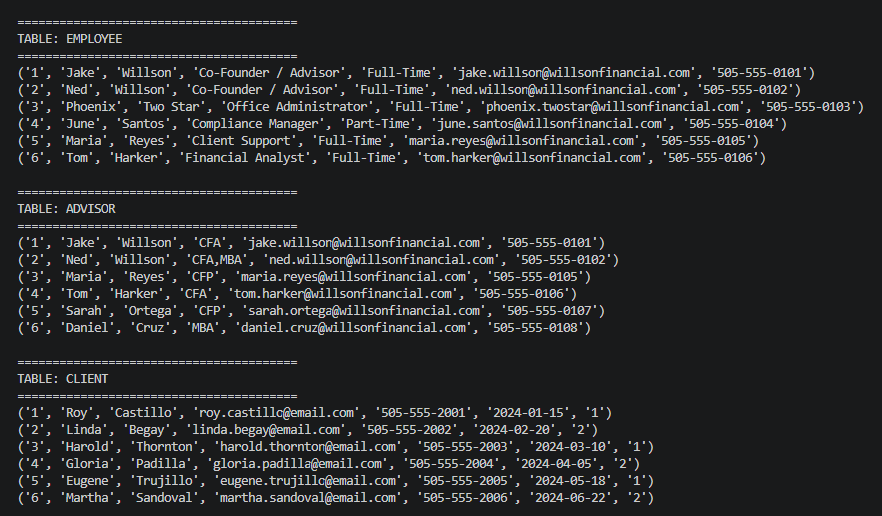 ========================================
TABLE: EMPLOYEE
========================================
('1', 'Jake', 'Willson', 'Co-Founder / Advisor', 'Full-Time', 'jake.willson@willsonfinancial.com', '505-555-0101')
('2', 'Ned', 'Willson', 'Co-Founder / Advisor', 'Full-Time', 'ned.willson@willsonfinancial.com', '505-555-0102')
('3', 'Phoenix', 'Two Star', 'Office Administrator', 'Full-Time', 'phoenix.twostar@willsonfinancial.com', '505-555-0103')
('4', 'June', 'Santos', 'Compliance Manager', 'Part-Time', 'june.santos@willsonfinancial.com', '505-555-0104')
('5', 'Maria', 'Reyes', 'Client Support', 'Full-Time', 'maria.reyes@willsonfinancial.com', '505-555-0105')
('6', 'Tom', 'Harker', 'Financial Analyst', 'Full-Time', 'tom.harker@willsonfinancial.com', '505-555-0106')
========================================
TABLE: ADVISOR
========================================
('1', 'Jake', 'Willson', 'CFA', 'jake.willson@willsonfinancial.com', '505-555-0101')
('2', 'Ned', 'Willson', 'CFA,MBA', 'ned.willson@willsonfinancial.com', '505-555-0102')
('3', 'Maria', 'Reyes', 'CFP', 'maria.reyes@willsonfinancial.com', '505-555-0105')
('4', 'Tom', 'Harker', 'CFA', 'tom.harker@willsonfinancial.com', '505-555-0106')
('5', 'Sarah', 'Ortega', 'CFP', 'sarah.ortega@willsonfinancial.com', '505-555-0107')
('6', 'Daniel', 'Cruz', 'MBA', 'daniel.cruz@willsonfinancial.com', '505-555-0108')
========================================
TABLE: CLIENT
========================================
('1', 'Roy', 'Castillo', 'roy.castillo@email.com', '505-555-2001', '2024-01-15', '1')
('2', 'Linda', 'Begay', 'linda.begay@email.com', '505-555-2002', '2024-02-20', '2')
('3', 'Harold', 'Thornton', 'harold.thornton@email.com', '505-555-2003', '2024-03-10', '1')
('4', 'Gloria', 'Padilla', 'gloria.padilla@email.com', '505-555-2004', '2024-04-05', '2')
('5', 'Eugene', 'Trujillo', 'eugene.trujillo@email.com', '505-555-2005', '2024-05-18', '1')
('6', 'Martha', 'Sandoval', 'martha.sandoval@email.com', '505-555-2006', '2024-06-22', '2')